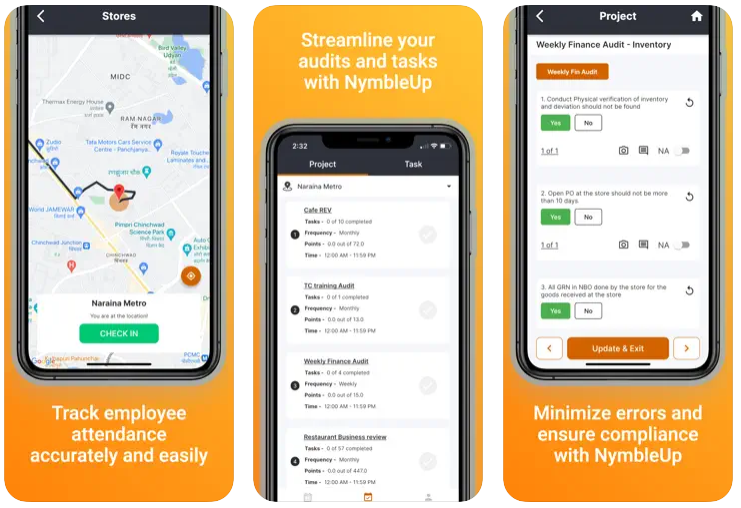 Stores
Bird Valley
Udyan
MIDC
Thermax Energy House
RAM NAGAR
राम नगर
Zudio
Tata Motors Cars Service
Centre - Panchjanya...
Royale Touche
Laminates and...
Chinchwad
World JAMEWAR
Pimpri Chinchwad
Science Park
Chinchwad Junction
CHINCHWAD
चिंचवड
Auto C
Exhibi
Naraina Metro
You are at the location!
CHECK IN
Google
PCMC
Track employee
attendance
accurately and easily
Streamline your
audits and tasks
with NymbleUp
2:32
Project
Task
Naraina Metro
Cafe REV
1
Tasks - 0 of 10 completed
Frequency - Monthly
Points - 0.0 out of 72.0
Time - 12:00 AM - 11:59 PM
TC training Audit
2
Tasks - 0 of 1 completed
Frequency - Monthly
Points - 0.0 out of 13.0
Time - 12:00 AM - 11:59 PM
Weekly Finance Audit
3
Tasks - 0 of 4 completed
Frequency - Weekly
Points - 0.0 out of 15.0
Time - 12:00 AM - 11:59 PM
Restaurant Business review
4
Tasks - 0 of 57 completed
Frequency - Monthly
Points - 0.0 out of 447.0
Time - 12:00 AM - 11:59 PM
Project
Weekly Finance Audit - Inventory
Weekly Fin Audit
1. Conduct Physical verification of inventory
and deviation should not be found
Yes No
1 of 1 NA
2. Open PO at the store should not be more
than 10 days
Yes No
1 of 1 NA
3. All GRN in NBO done by the store for the
goods received at the store
Yes No
Update & Exit
Minimize errors and
ensure compliance
with NymbleUp